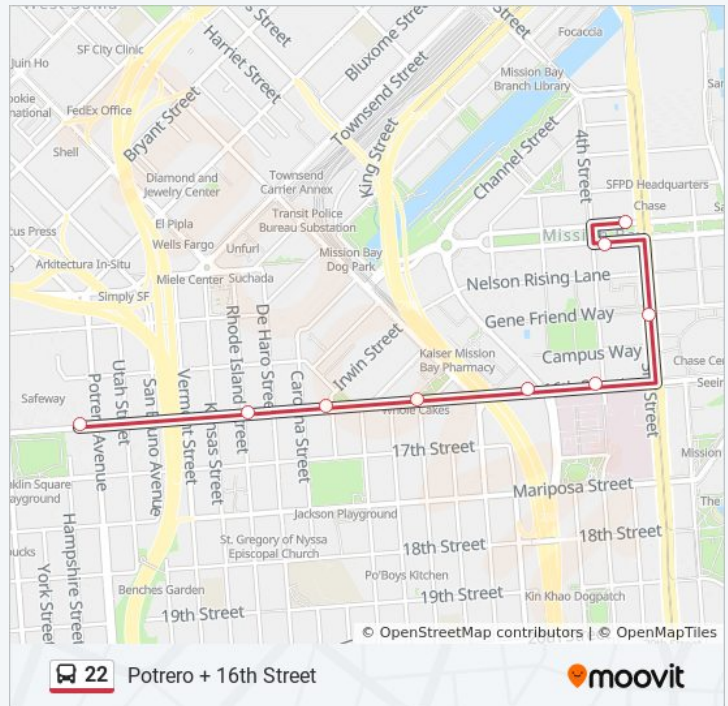 West Soma
SF City Clinic
Juin Ho
FedEx Office
Shell
Harriet Street
Bluxome Street
Focaccia
Mission Bay
Branch Library
Townsend Street
King Street
4th Street
Channel Street
Bryant Street
Diamond and
Jewelry Center
Townsend
Carrier Annex
Transit Police
Bureau Substation
SFPD Headquarters
Chase
El Pipla
Wells Fargo
Unfurl
Mission Bay
Dog Park
Arkitektura In-Situ
Miele Center
Suchada
Simply SF
Nelson Rising Lane
Gene Friend Way
Campus Way
De Haro Street
Rhode Island Street
Irwin Street
Kaiser Mission
Bay Pharmacy
Carolina Street
Safeway
Utah Street
Potrero Avenue
San Bruno Avenue
Vermont Street
Kansas Street
Whole Cakes
17th Street
Mariposa Street
Jackson Playground
Hampshire Street
York Street
St. Gregory of Nyssa
Episcopal Church
18th Street
18th Street
Po'Boys Kitchen
Benches Garden
19th Street
19th Street
Kin Khao Dogpatch
© OpenStreetMap contributors | © OpenMapTiles
22 Potrero + 16th Street
moovit